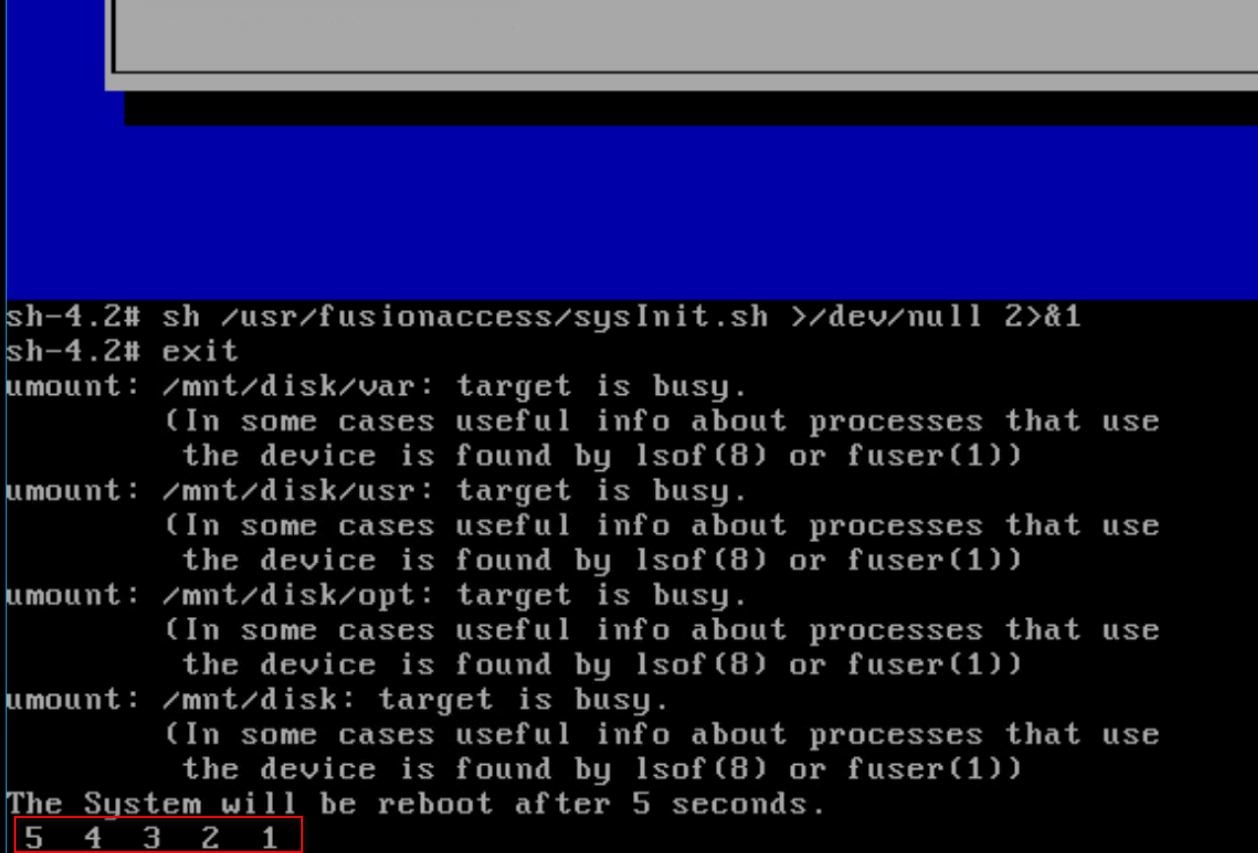 sh-4.2# sh /usr/fusionaccess/sysInit.sh >/dev/null 2>&1
sh-4.2# exit
umount: /mnt/disk/var: target is busy.
(In some cases useful info about processes that use
the device is found by lsof(8) or fuser(1))
umount: /mnt/disk/usr: target is busy.
(In some cases useful info about processes that use
the device is found by lsof(8) or fuser(1))
umount: /mnt/disk/opt: target is busy.
(In some cases useful info about processes that use
the device is found by lsof(8) or fuser(1))
umount: /mnt/disk: target is busy.
(In some cases useful info about processes that use
the device is found by lsof(8) or fuser(1))
The System will be reboot after 5 seconds.
5 4 3 2 1